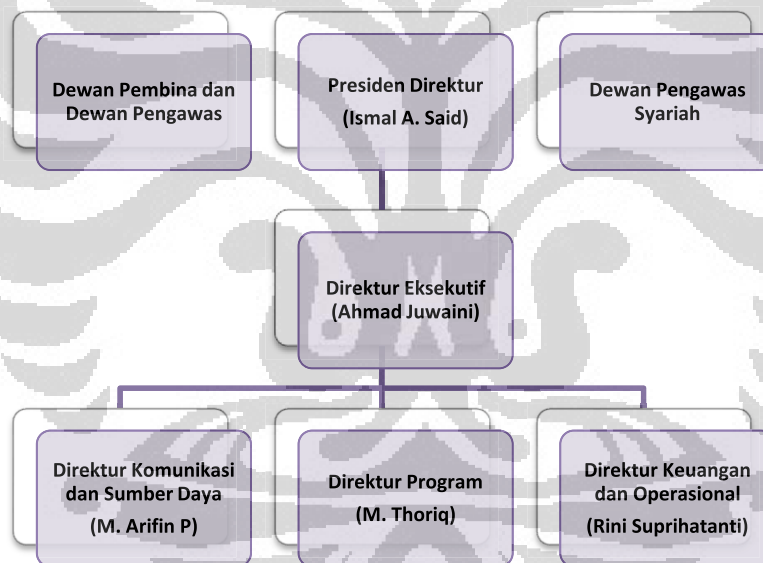 Dewan Pembina dan
Dewan Pengawas
Presiden Direktur
(Ismal A. Said)
Dewan Pengawas
Syariah
Direktur Eksekutif
(Ahmad Juwaini)
Direktur Komunikasi
dan Sumber Daya
(M. Arifin P)
Direktur Program
(M. Thoriq)
Direktur Keuangan
dan Operasional
(Rini Suprihatanti)